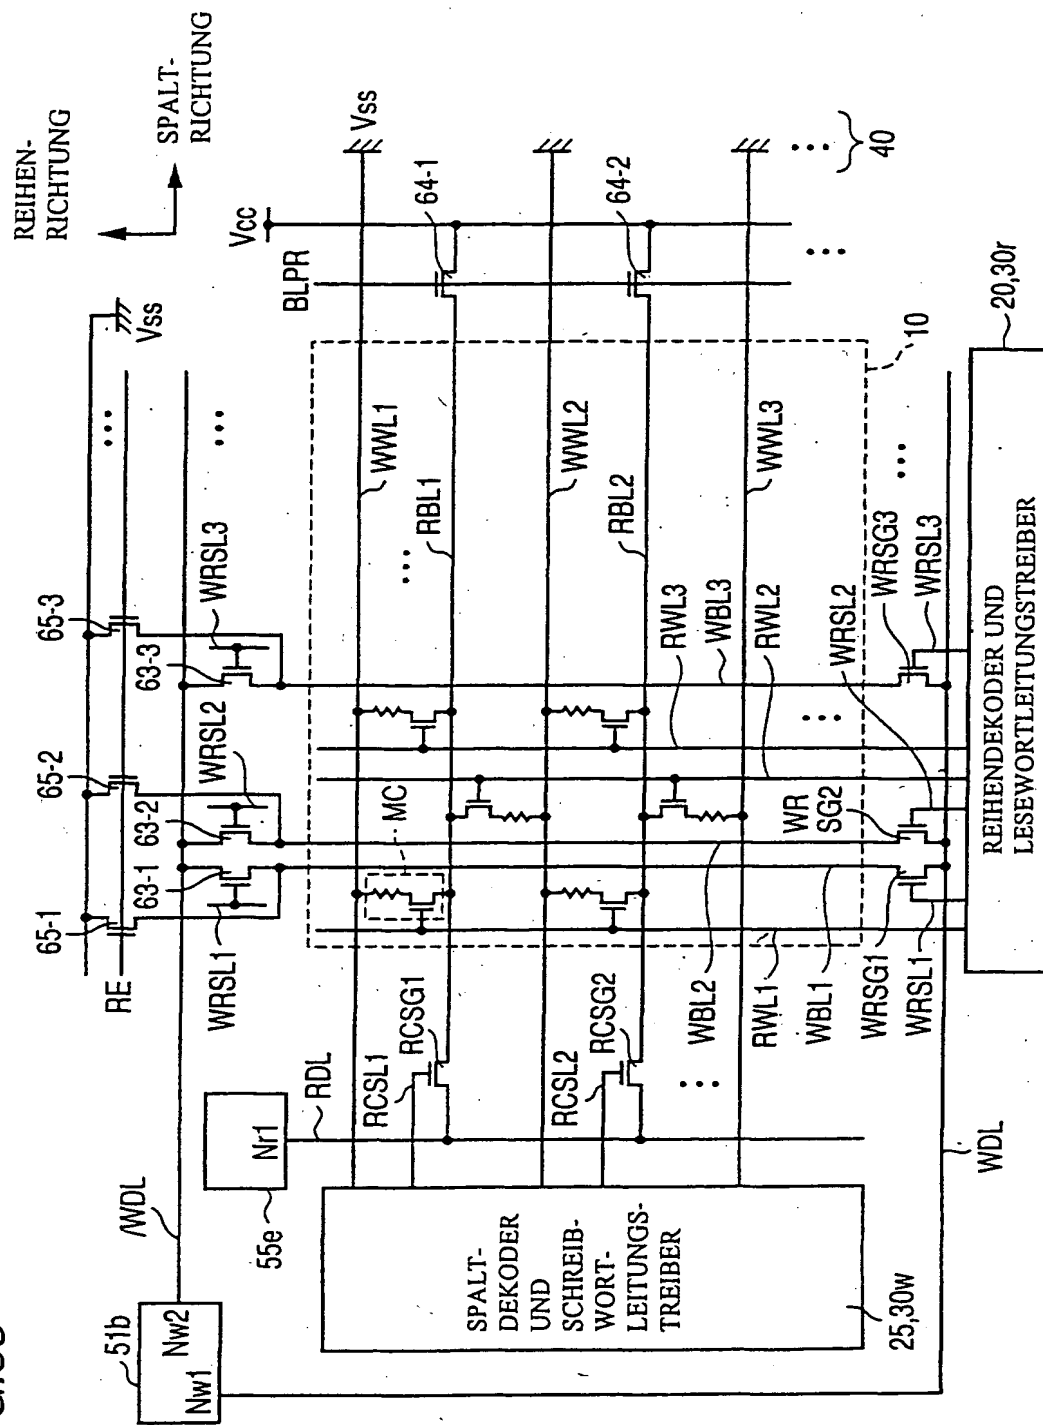 REIHEN-
RICHTUNG
SPALT-
RICHTUNG
Vss
Vcc
Vss
BLPR
64-1
64-2
40
10
20,30r
65-1
65-2
65-3
RE
63-1
63-2
63-3
WRSL1
WRSL2
WRSL3
/WDL
51b
Nw2
Nw1
55e
Nr1
RDL
MC
WWL1
RBL1
WWL2
RBL2
WWL3
RCSL1
RCSG1
RCSL2
RCSG2
RWL3
WBL3
RWL2
WRSL2
WRSG3
WRSL3
WR
SG2
WBL2
RWL1
WBL1
WRSG1
WRSL1
WDL
SPALT-
DEKODER
UND
SCHREIB-
WORT-
LEITUNGS-
TREIBER
25,30w
REIHENDEKODER UND
LESEWORTLEITUNGSTREIBER